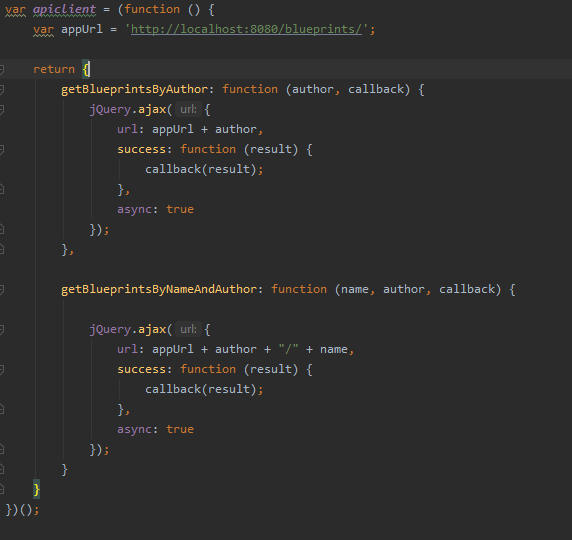 var apiclient = (function () {
    var appUrl = 'http://localhost:8080/blueprints/';
    return {
        getBlueprintsByAuthor: function (author, callback) {
            jQuery.ajax( url: {
                url: appUrl + author,
                success: function (result) {
                    callback(result);
                },
                async: true
            });
        },
        getBlueprintsByNameAndAuthor: function (name, author, callback) {
            jQuery.ajax( url: {
                url: appUrl + author + "/" + name,
                success: function (result) {
                    callback(result);
                },
                async: true
            });
        }
    }
})();